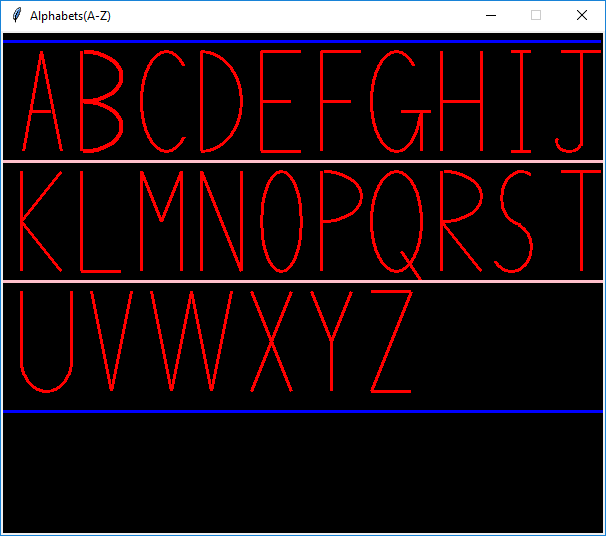 Alphabets(A-Z)
ABCDEFGHIJ
KLMNOPQRST
UVWXYZ